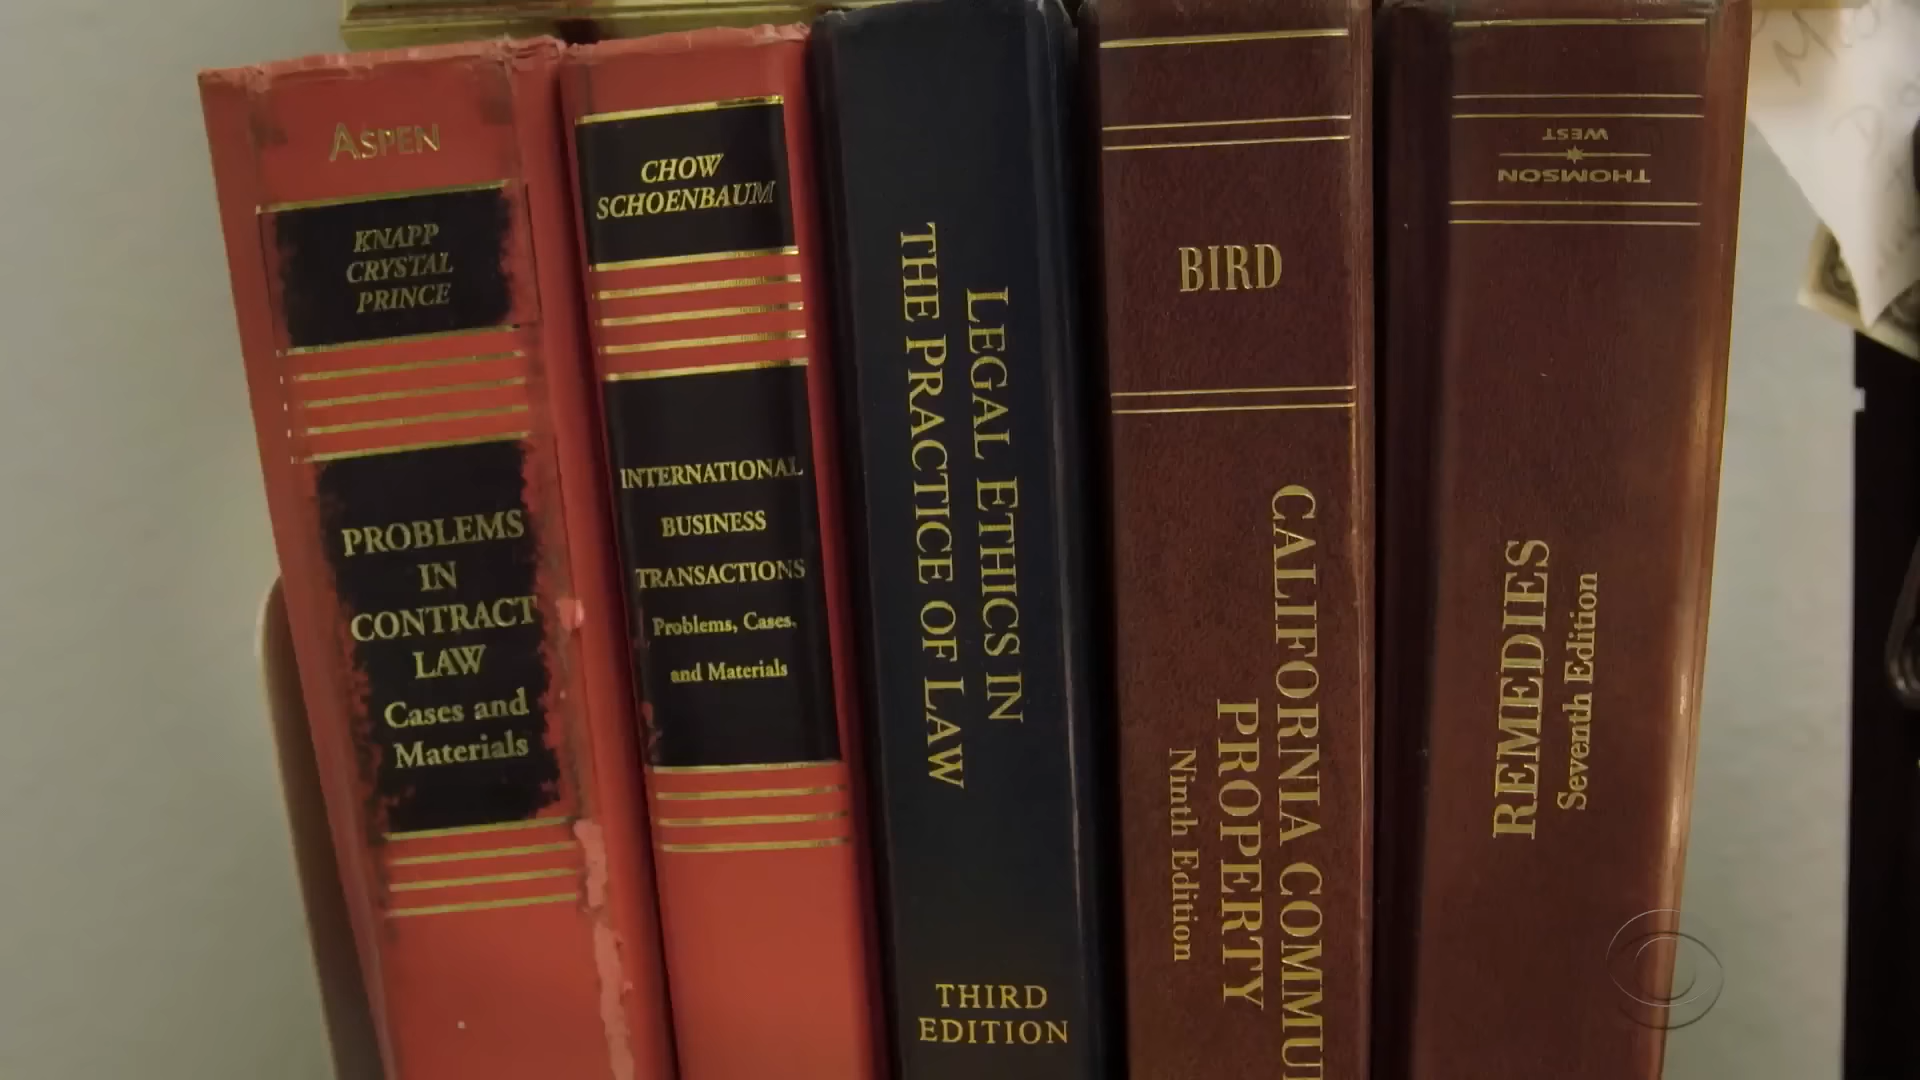 ASPEN
KNAPP
CRYSTAL
PRINCE
PROBLEMS
IN
CONTRACT
LAW
Cases and
Materials
CHOW
SCHOENBAUM
INTERNATIONAL
BUSINESS
TRANSACTIONS
Problems, Cases,
and Materials
LEGAL ETHICS IN
THE PRACTICE OF LAW
THIRD
EDITION
BIRD
CALIFORNIA COMMU
PROPERTY
Ninth Edition
THOMSON
WEST
REMEDIES
Seventh Edition